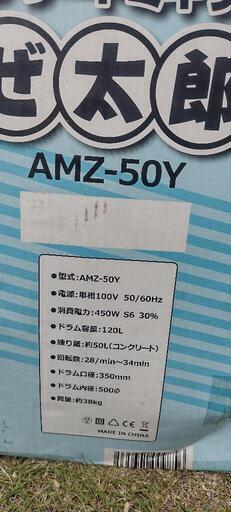 ぜ太郎
AMZ-50Y
●型式:AMZ-50Y
●電源:単相100V 50/60Hz
●消費電力:450W S6 30%
●ドラム容量:120L
●練り量:約50L(コンクリート)
●回転数:28/min〜34min
●ドラム口径:350mm
●ドラム内径:500∅
●質量:約38kg
CE
MADE IN CHINA